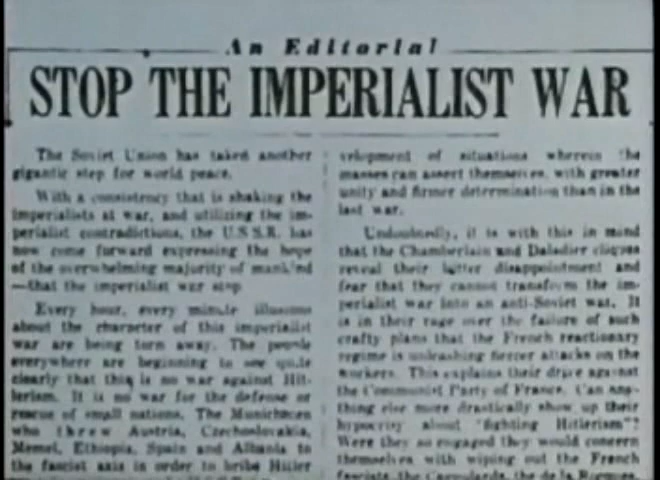 An Editorial
STOP THE IMPERIALIST WAR
The Soviet Union has taken another
gigantic step for world peace.
With a consistency that is shaking the
imperialists at war, and utilizing the im-
perialist contradictions, the U.S.S.R. has
now come forward expressing the hope
of the overwhelming majority of mankind
—that the imperialist war stop
Every hour, every minute illusions
about the character of this imperialist
war are being torn away. The people
everywhere are beginning to see quite
clearly that this is no war against Hit-
lerism. It is no war for the defense or
rescue of small nations. The Munichmen
who threw Austria, Czechoslovakia,
Memel, Ethiopia, Spain and Albania to
the fascist axis in order to bribe Hitler
velopment of situations wherein the
masses can assert themselves, with greater
unity and firmer determination than in the
last war.
Undoubtedly, it is with this in mind
that the Chamberlain and Daladier cliques
reveal their bitter disappointment and
fear that they cannot transform the im-
perialist war into an anti-Soviet war. It
is in their rage over the failure of such
crafty plans that the French reactionary
regime is unleashing fiercer attacks on the
workers. This explains their drive against
the Communist Party of France. Can any-
thing else more drastically show up their
hypocrisy about "fighting Hitlerism"?
Were they so engaged they would concern
themselves with wiping out the French
fascists, the Cagoulards, the de la